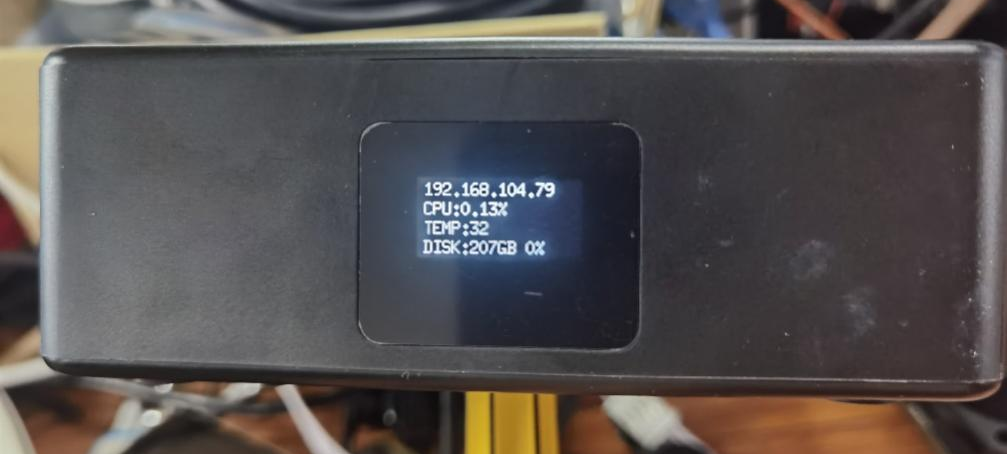 192.168.104.79
CPU:0.13%
TEMP:32
DISK:207GB 0%